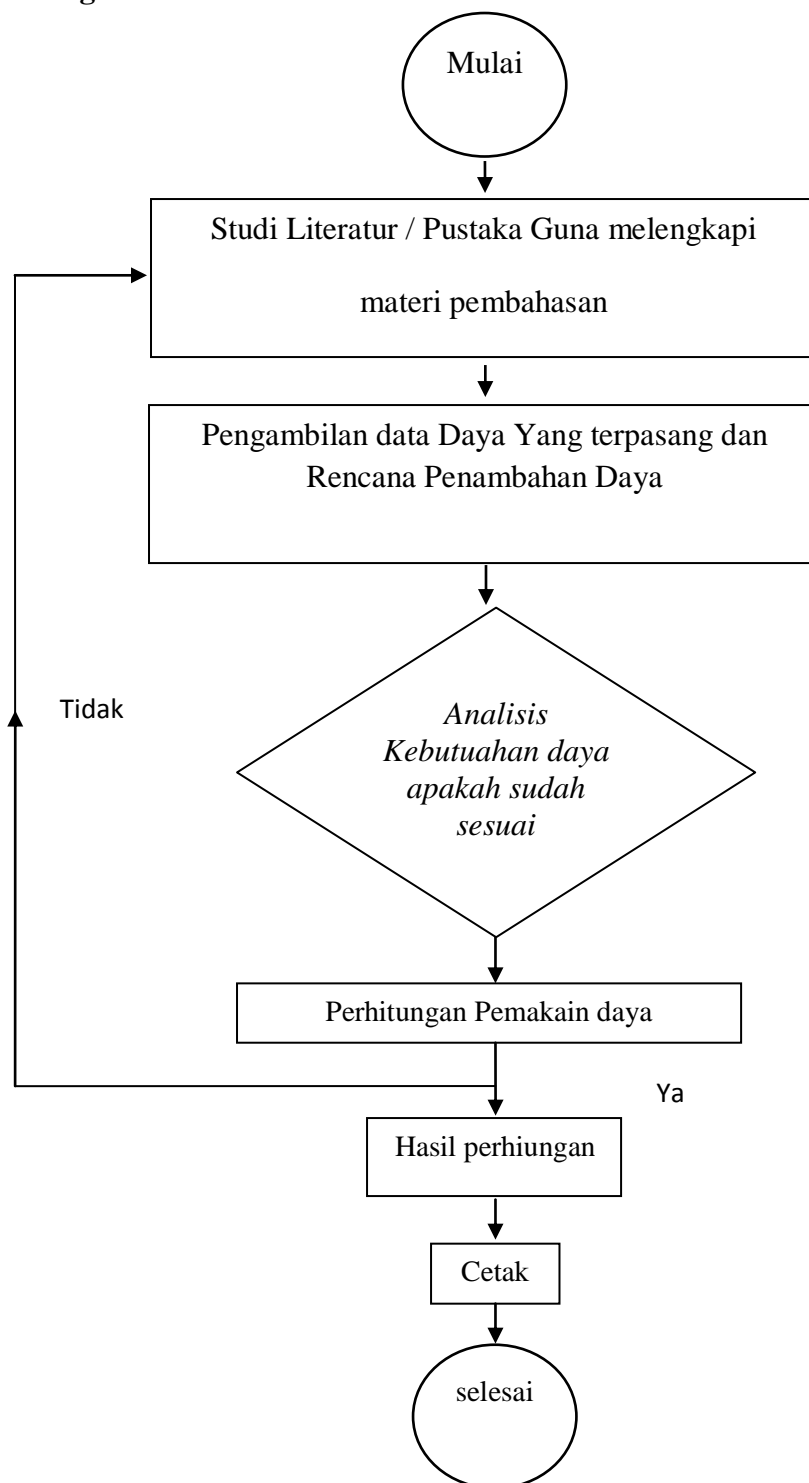 Mulai
Studi Literatur / Pustaka Guna melengkapi
materi pembahasan
Pengambilan data Daya Yang terpasang dan
Rencana Penambahan Daya
Tidak
Analisis
Kebutuahan daya
apakah sudah
sesuai
Perhitungan Pemakain daya
Ya
Hasil perhiungan
Cetak
selesai